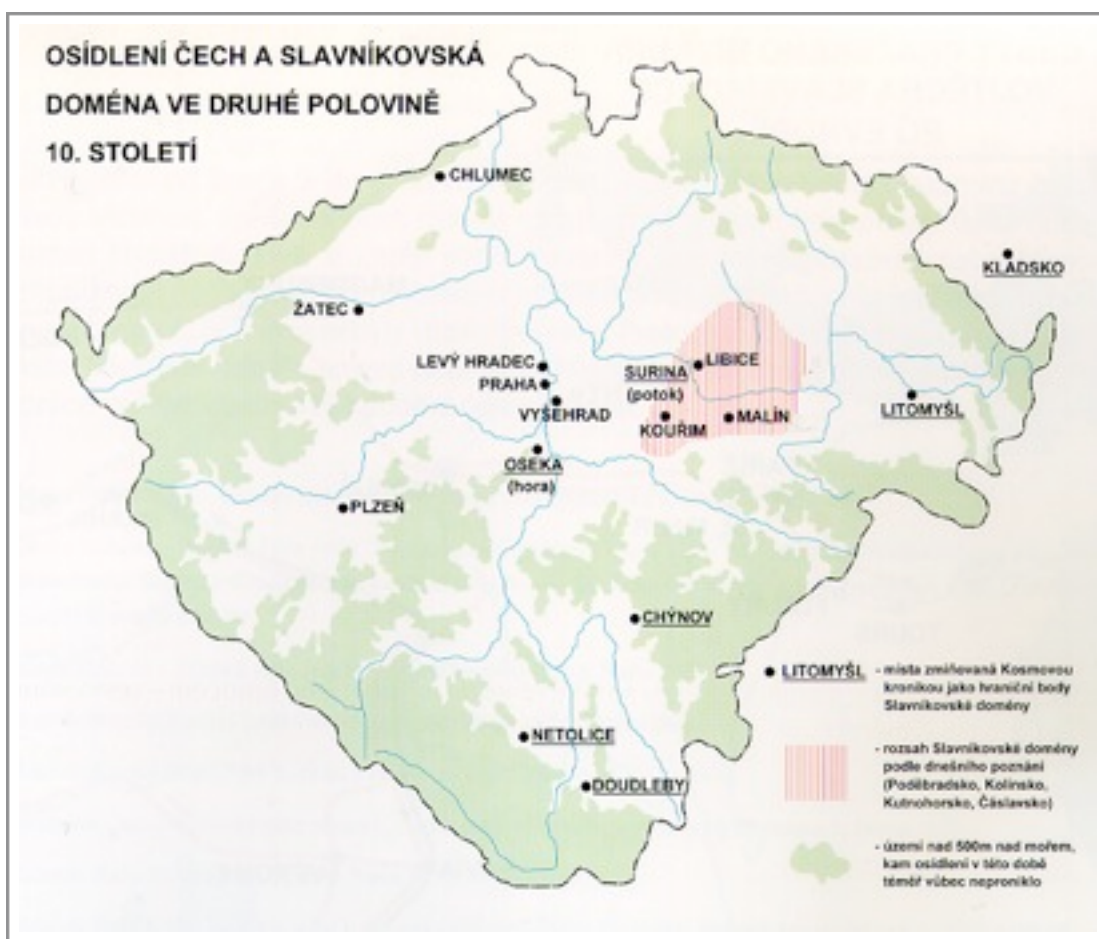 OSÍDLENÍ ČECH A SLAVNÍKOVSKÁ
DOMÉNA VE DRUHÉ POLOVINĚ
10. STOLETÍ
CHLUMEC
KLADSKO
ŽATEC
LEVÝ HRADEC
PRAHA
VYŠEHRAD
SURINA
(potok)
LIBICE
KOUŘIM
MALÍN
LITOMYŠL
OSEKA
(hora)
PLZEŇ
CHÝNOV
NETOLICE
DOUDLEBY
LITOMYŠL
- místa zmiňovaná Kosmovou
kronikou jako hraniční body
Slavníkovské domény
- rozsah Slavníkovské domény
podle dnešního poznání
(Poděbradsko, Kolínsko,
Kutnohorsko, Čáslavsko)
- území nad 500m nad mořem,
kam osídlení v této době
téměř vůbec neproniklo